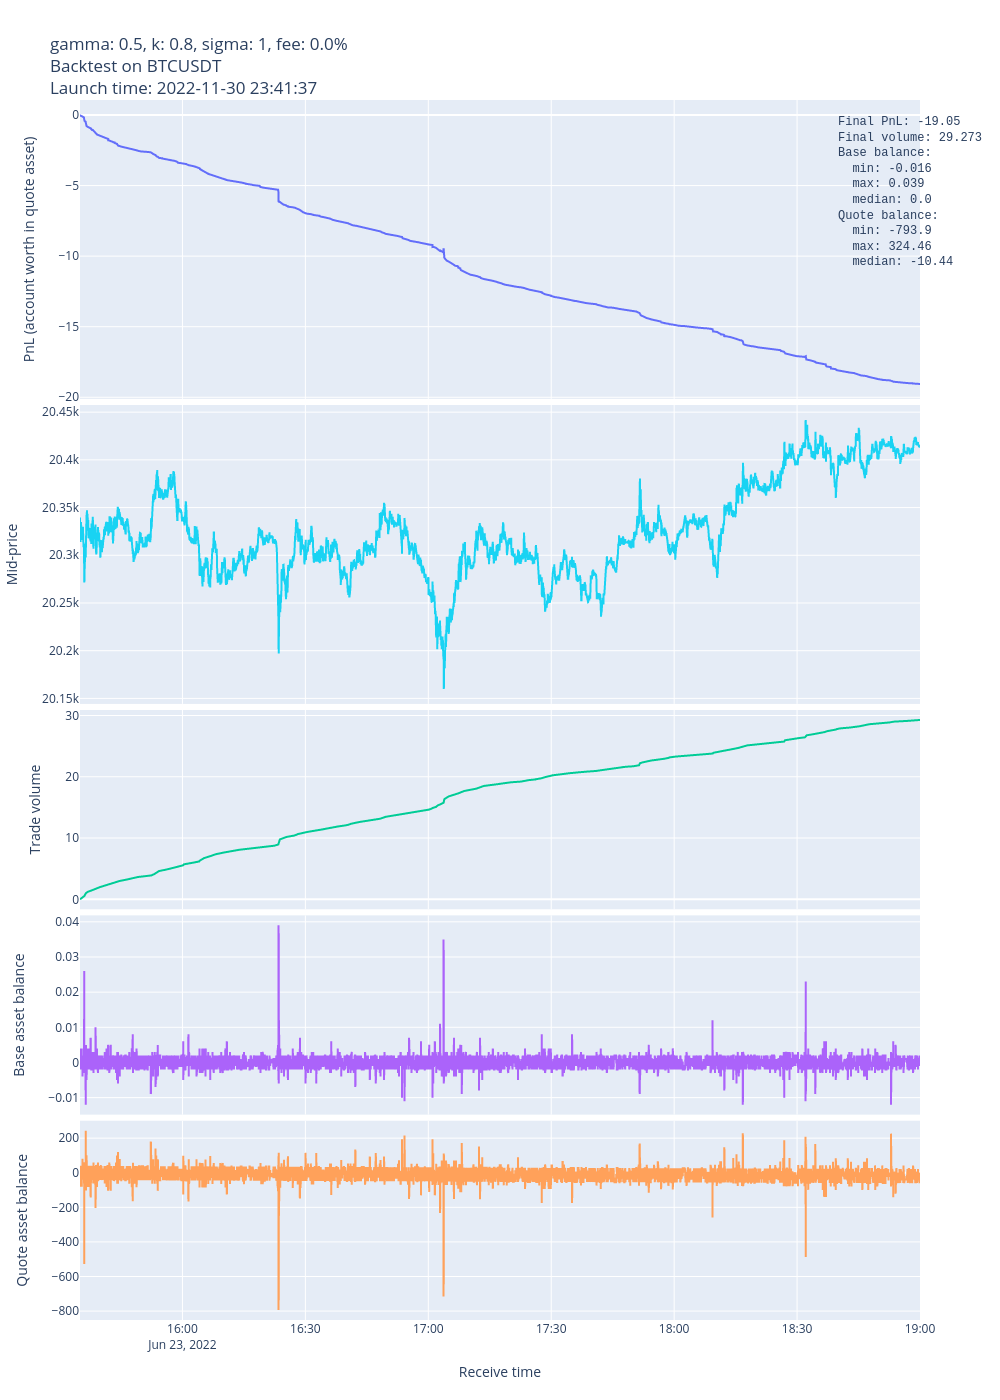 gamma: 0.5, k: 0.8, sigma: 1, fee: 0.0%
Backtest on BTCUSDT
Launch time: 2022-11-30 23:41:37
PnL (account worth in quote asset)
0
−5
−10
−15
−20
Final PnL: -19.05
Final volume: 29.273
Base balance:
min: -0.016
max: 0.039
median: 0.0
Quote balance:
min: -793.9
max: 324.46
median: -10.44
Mid-price
20.45k
20.4k
20.35k
20.3k
20.25k
20.2k
20.15k
Trade volume
30
20
10
0
Base asset balance
0.04
0.03
0.02
0.01
0
−0.01
Quote asset balance
200
0
−200
−400
−600
−800
16:00 16:30 17:00 17:30 18:00 18:30 19:00
Jun 23, 2022
Receive time